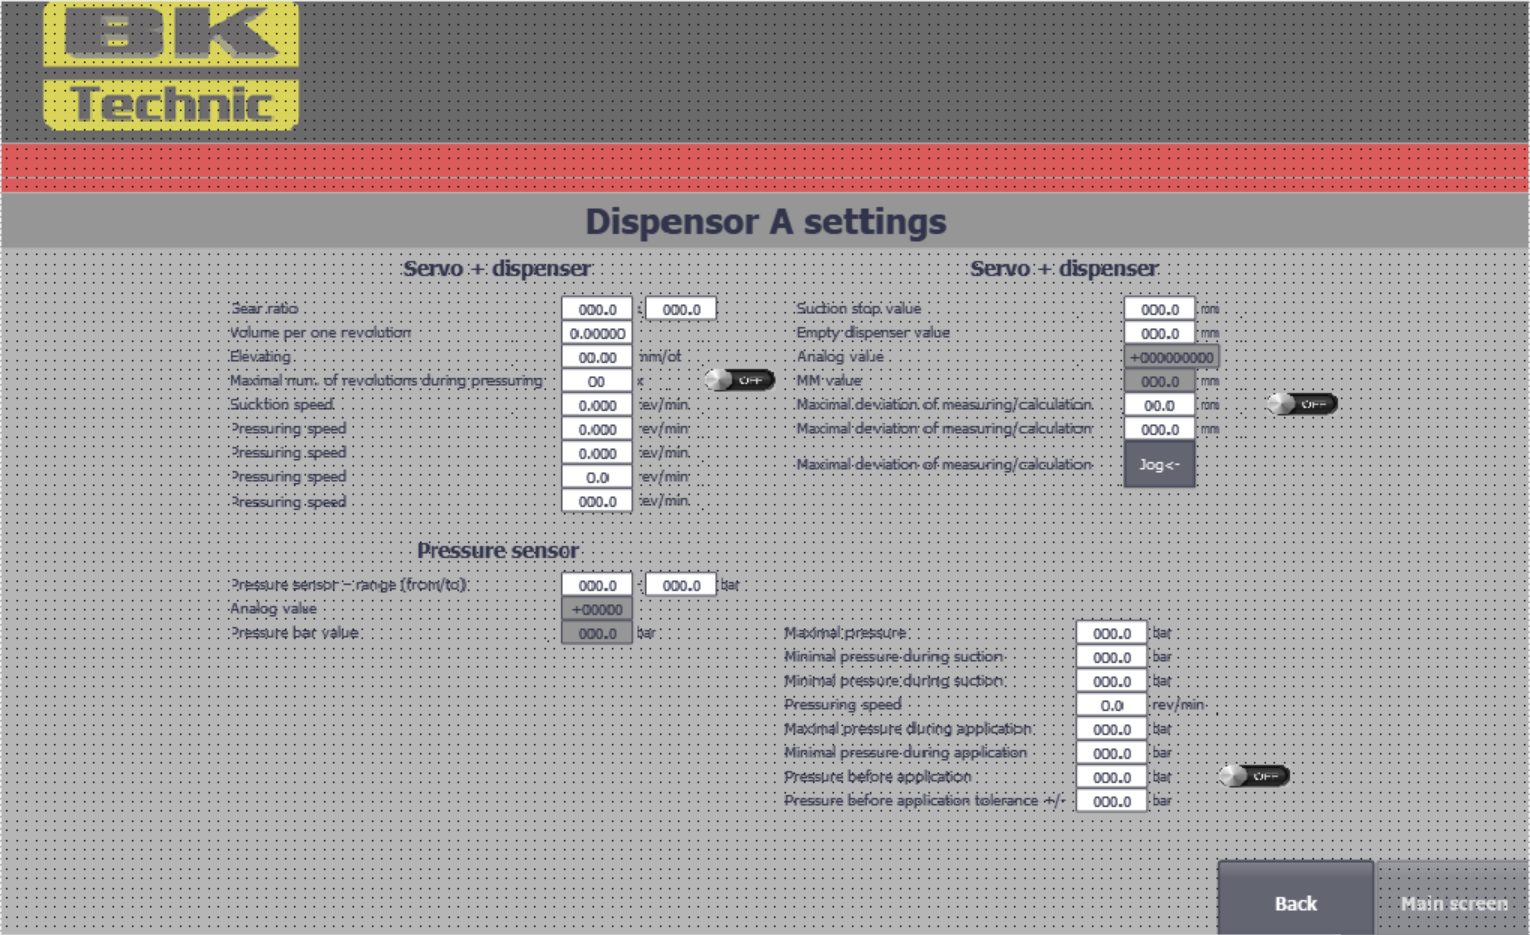 BK
Technic
Dispensor A settings
Servo + dispenser
Gear ratio 000.0 : 000.0
Volume per one revolution 0.00000
Elevating 00.00 mm/ot
Maximal num. of revolutions during pressuring 00 x OFF
Sucktion speed 0.000 rev/min
Pressuring speed 0.000 rev/min
Pressuring speed 0.000 rev/min
Pressuring speed 0.0 rev/min
Pressuring speed 000.0 rev/min
Servo + dispenser
Suction stop value 000.0 mm
Empty dispenser value 000.0 mm
Analog value +000000000
MM value 000.0 mm
Maximal deviation of measuring/calculation 00.0 mm OFF
Maximal deviation of measuring/calculation 000.0 mm
Maximal deviation of measuring/calculation Jog<-
Pressure sensor
Pressure sensor - range (from/to) 000.0 - 000.0 bar
Analog value +00000
Pressure bar value 000.0 bar
Maximal pressure 000.0 bar
Minimal pressure during suction 000.0 bar
Minimal pressure during suction 000.0 bar
Pressuring speed 0.0 rev/min
Maximal pressure during application 000.0 bar
Minimal pressure during application 000.0 bar
Pressure before application 000.0 bar OFF
Pressure before application tolerance +/- 000.0 bar
Back Main screen